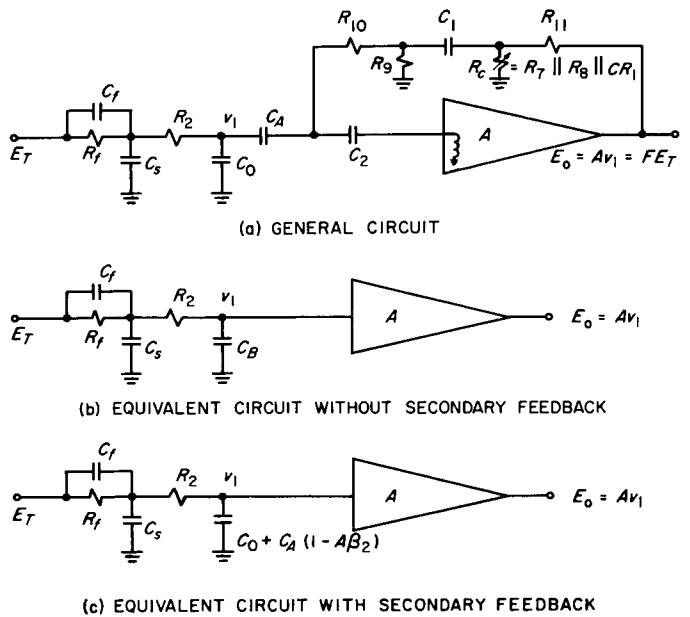 R10 C1 R11
R9 Rc = R7 || R8 || CR1
Cf
R2 v1 CA
ET Rf Cs C0 C2 A
Eo = Av1 = FET
(a) GENERAL CIRCUIT
Cf
R2 v1
ET Rf Cs CB A Eo = Av1
(b) EQUIVALENT CIRCUIT WITHOUT SECONDARY FEEDBACK
Cf
R2 v1
ET Rf Cs A Eo = Av1
C0 + CA (1 - Aβ2)
(c) EQUIVALENT CIRCUIT WITH SECONDARY FEEDBACK